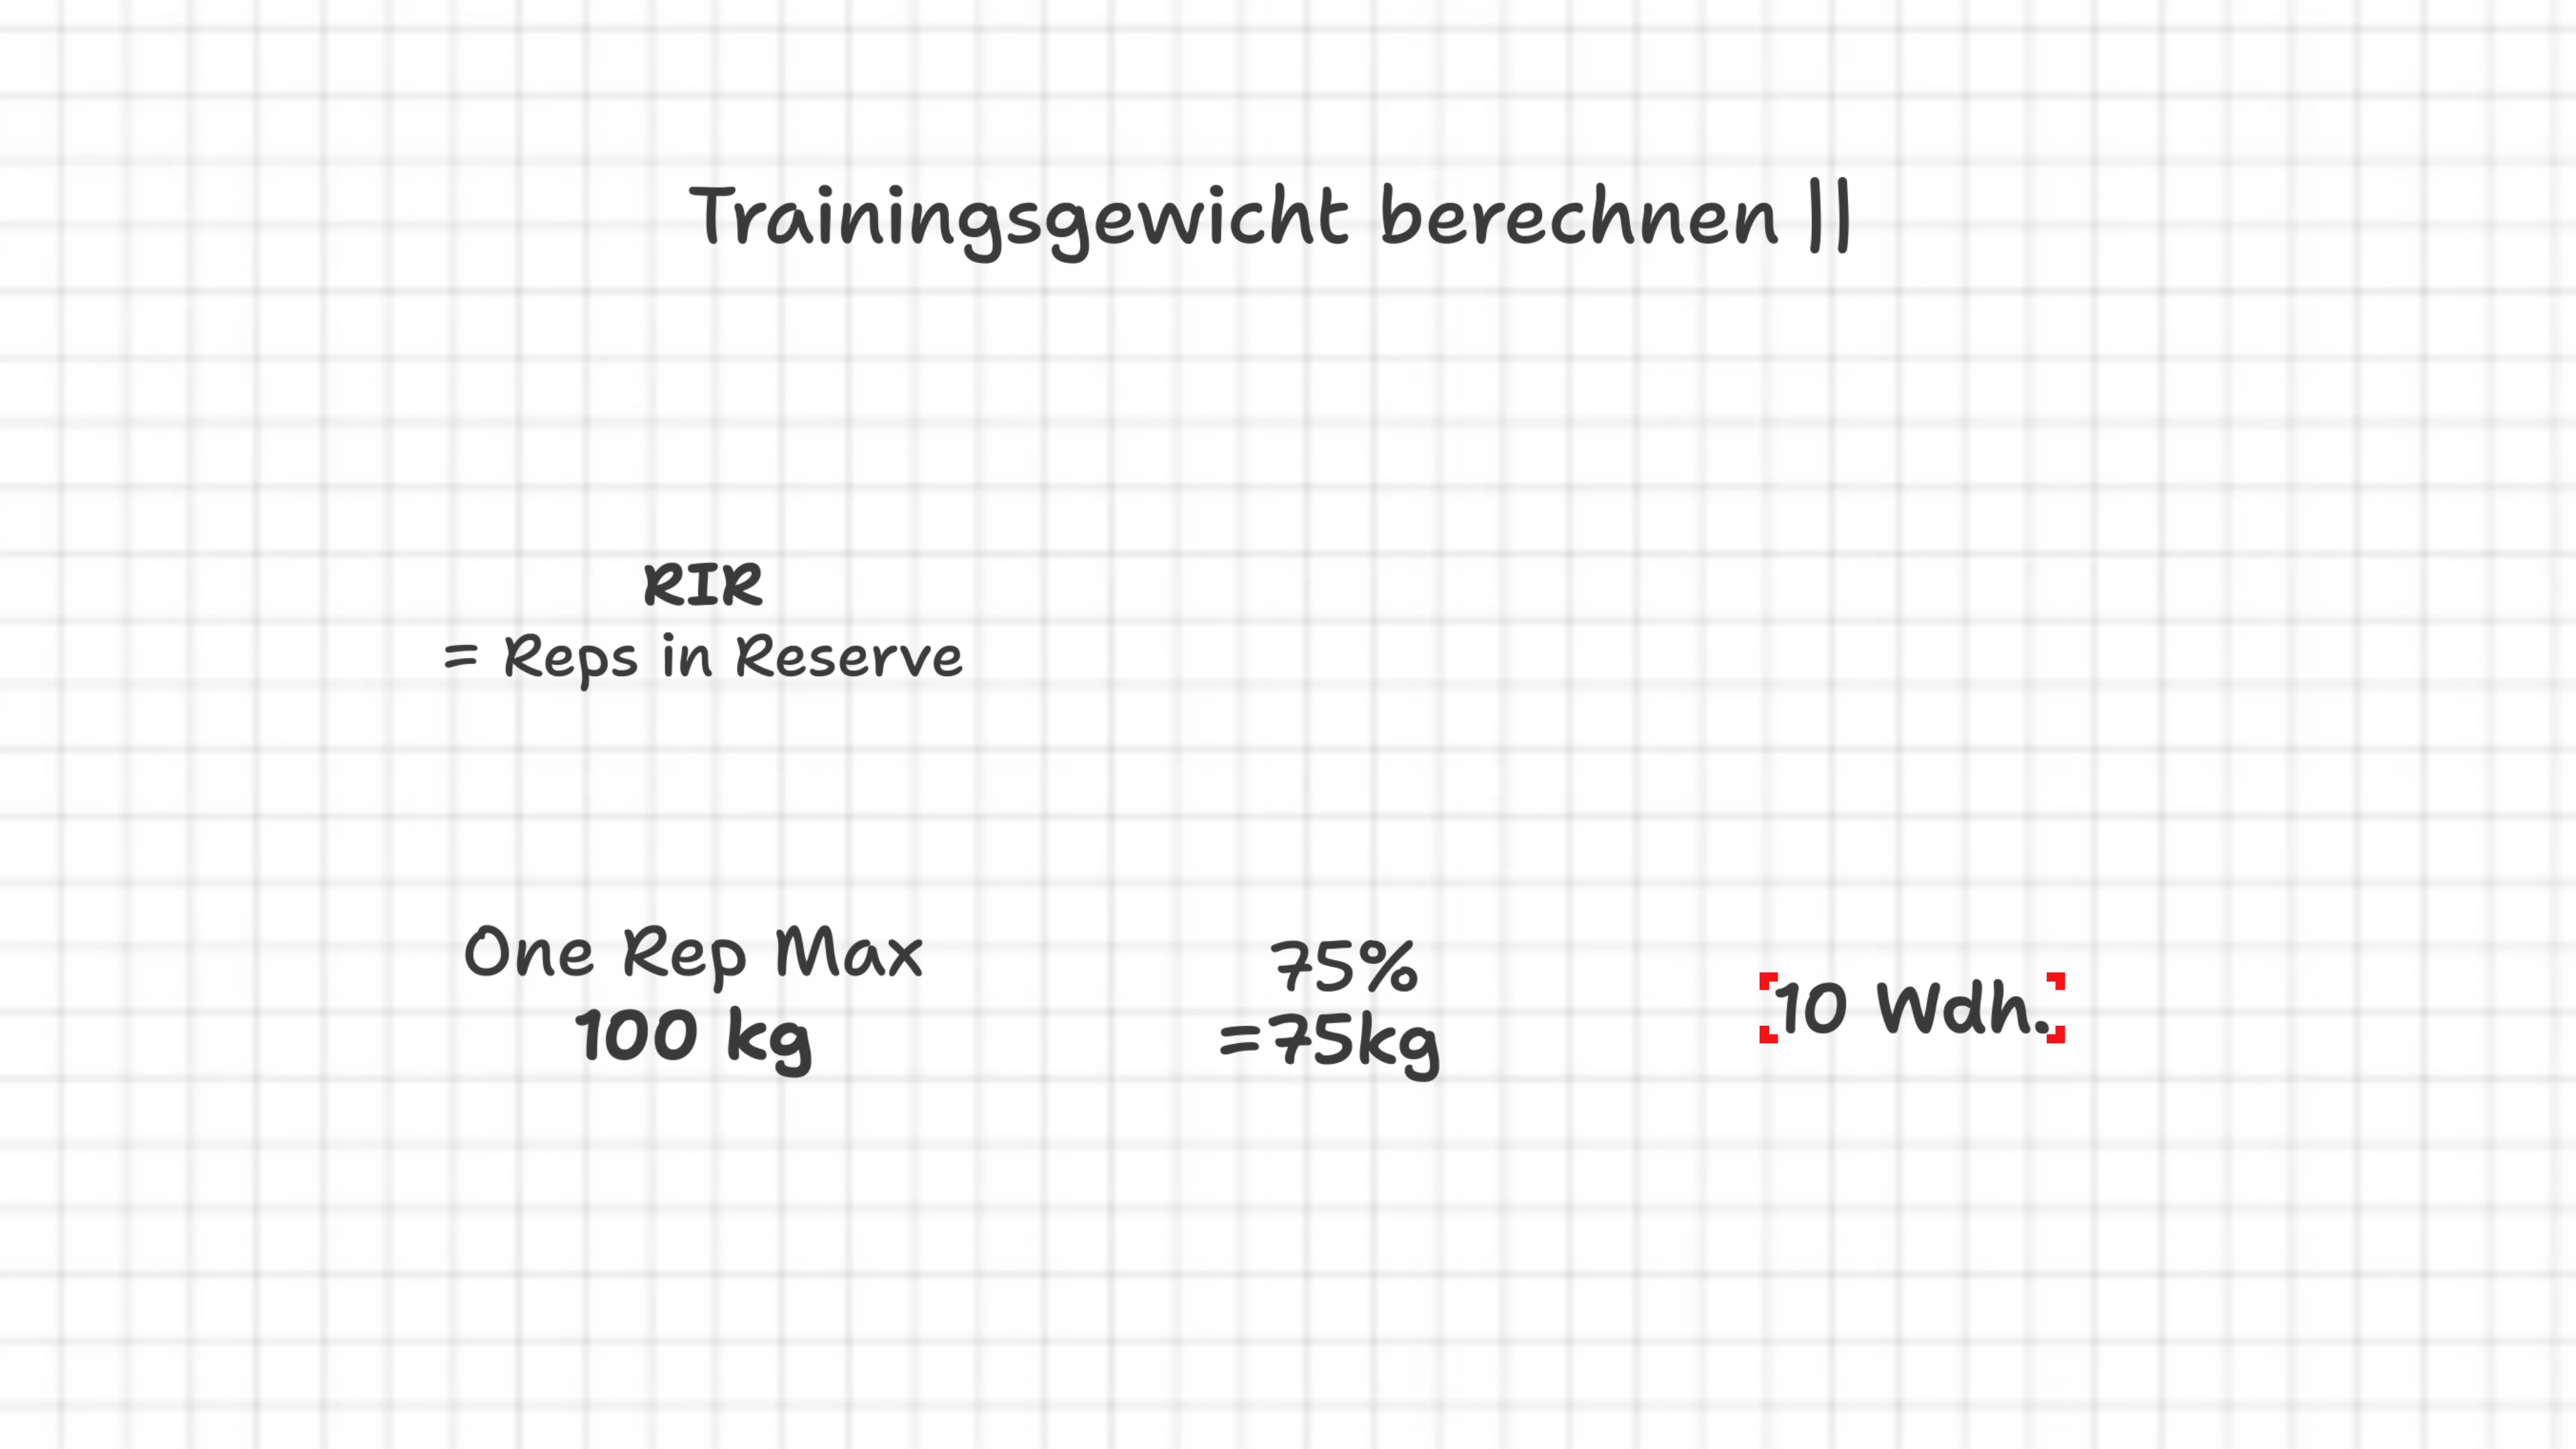 Trainingsgewicht berechnen ||
RIR
= Reps in Reserve
One Rep Max
100 kg
75%
=75kg
10 Wdh.